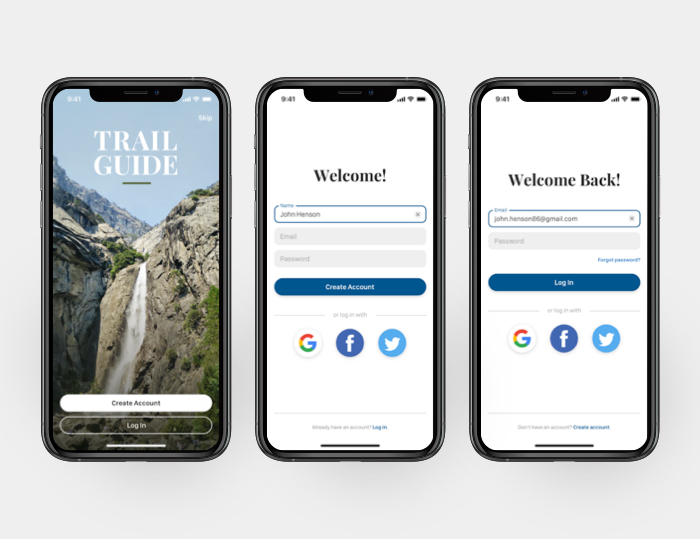 9:41
Skip
TRAIL
GUIDE
Create Account
Log In
9:41
Welcome!
Name
John Henson
Email
Password
Create Account
or log in with
Already have an account? Log in.
9:41
Welcome Back!
Email
john.henson86@gmail.com
Password
Forgot password?
Log In
or log in with
Don't have an account? Create account.